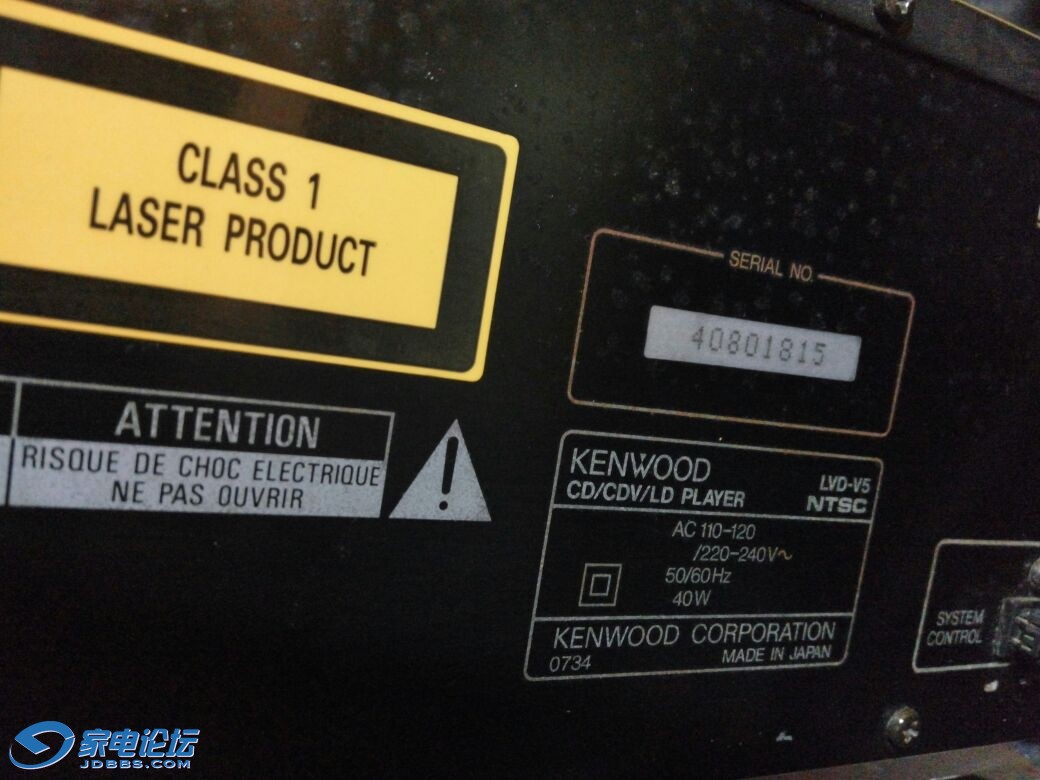 CLASS 1
LASER PRODUCT
SERIAL NO.
40801815
ATTENTION
RISQUE DE CHOC ELECTRIQUE
NE PAS OUVRIR
KENWOOD
LVD-V5
CD/CDV/LD PLAYER
NTSC
AC 110-120
/220-240V~
50/60Hz
40W
KENWOOD CORPORATION
0734
MADE IN JAPAN
SYSTEM
CONTROL
家电论坛
JDBBS.COM